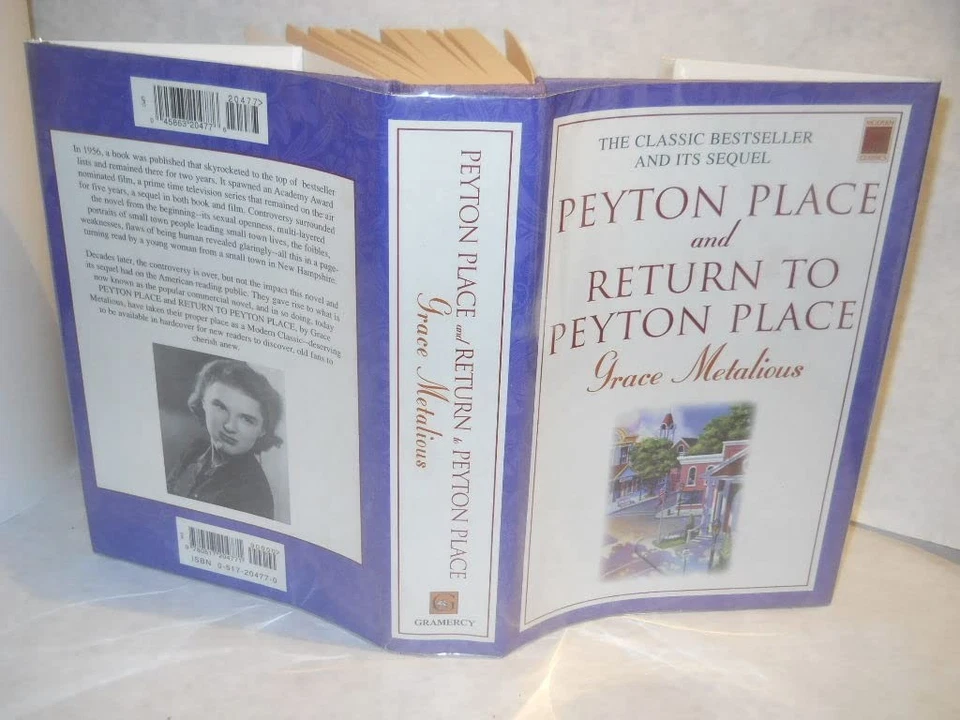 20477>
0 45863 20477 6
In 1956, a book was published that skyrocketed to the top of bestseller
lists and remained there for two years. It spawned an Academy Award
nominated film, a prime time television series that remained on the air
for five years, a sequel in both book and film. Controversy surrounded
the novel from the beginning--its sexual openness, multi-layered
portraits of small town people leading small town lives, the foibles,
weaknesses, flaws of being human revealed glaringly--all this in a page-
turning read by a young woman from a small town in New Hampshire.
Decades later, the controversy is over, but not the impact this novel and
its sequel had on the American reading public. They gave rise to what is
now known as the popular commercial novel, and in so doing, today
PEYTON PLACE and RETURN TO PEYTON PLACE, by Grace
Metalious, have taken their proper place as a Modern Classic--deserving
to be available in hardcover for new readers to discover, old fans to
cherish anew.
ISBN 0-517-20477-0
PEYTON PLACE and RETURN to PEYTON PLACE
Grace Metalious
G
GRAMERCY
THE CLASSIC BESTSELLER
AND ITS SEQUEL
MODERN
CLASSICS
PEYTON PLACE
and
RETURN TO
PEYTON PLACE
Grace Metalious